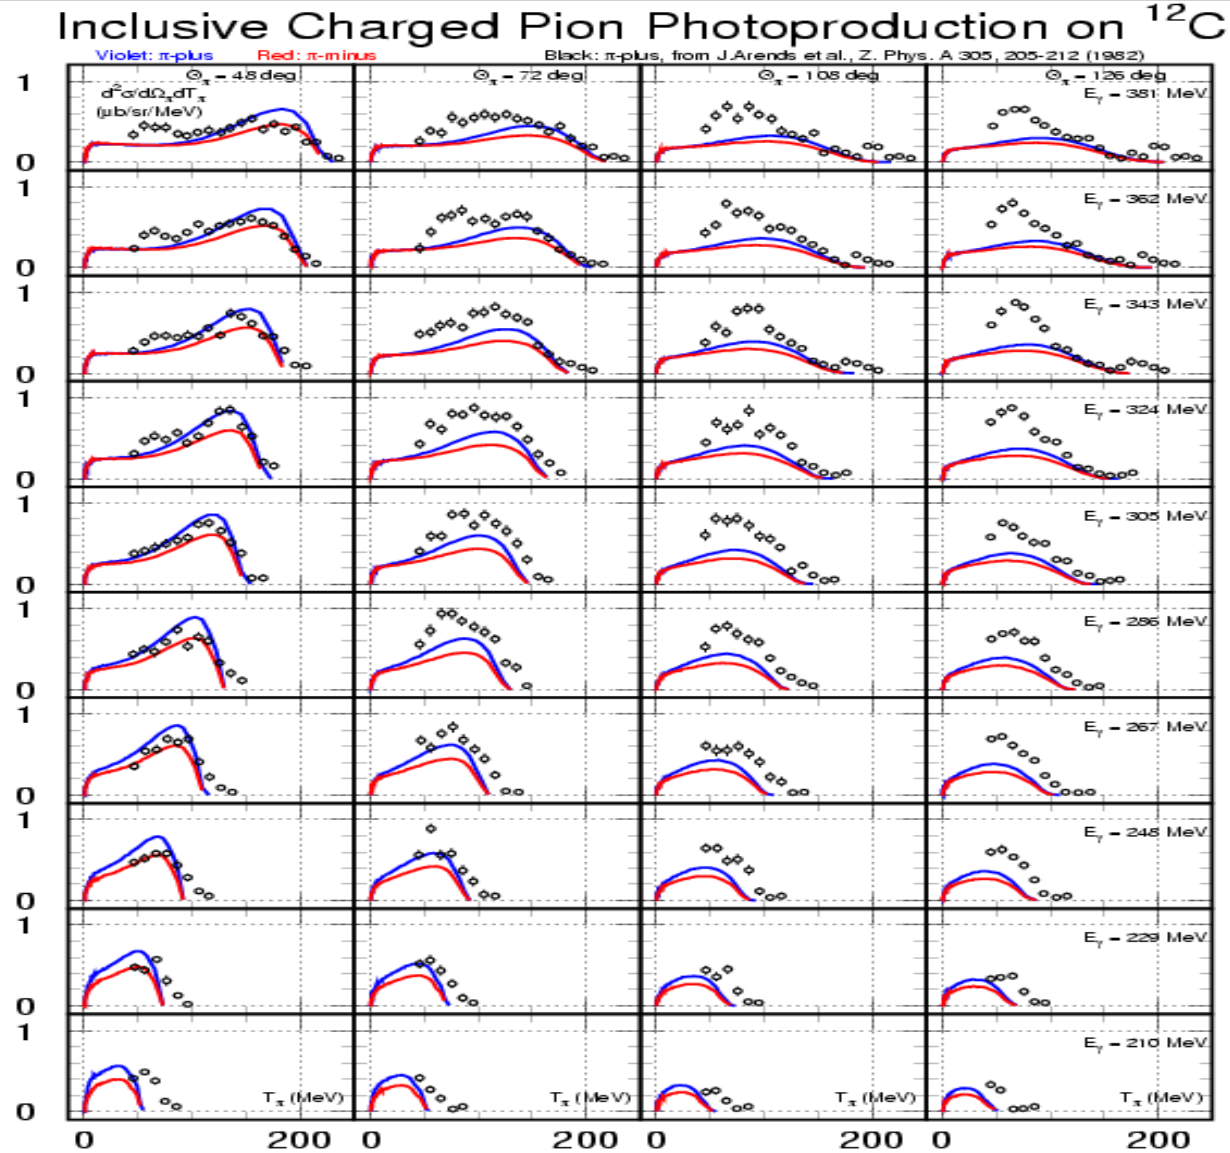 Inclusive Charged Pion Photoproduction on ¹²C
Violet: π-plus Red: π-minus Black: π-plus, from J.Arends et al., Z. Phys. A 305, 205-212 (1982)
1 Θπ = 48 deg Θπ = 72 deg Θπ = 108 deg Θπ = 126 deg
d²σ/dΩπdTπ Eγ = 381 MeV
(μb/sr/MeV)
0
1
Eγ = 362 MeV
0
1
Eγ = 343 MeV
0
1
Eγ = 324 MeV
0
1
Eγ = 305 MeV
0
1
Eγ = 286 MeV
0
1
Eγ = 267 MeV
0
1
Eγ = 248 MeV
0
1
Eγ = 229 MeV
0
1
Eγ = 210 MeV
Tπ (MeV) Tπ (MeV) Tπ (MeV) Tπ (MeV)
0
0 200 0 200 0 200 0 200